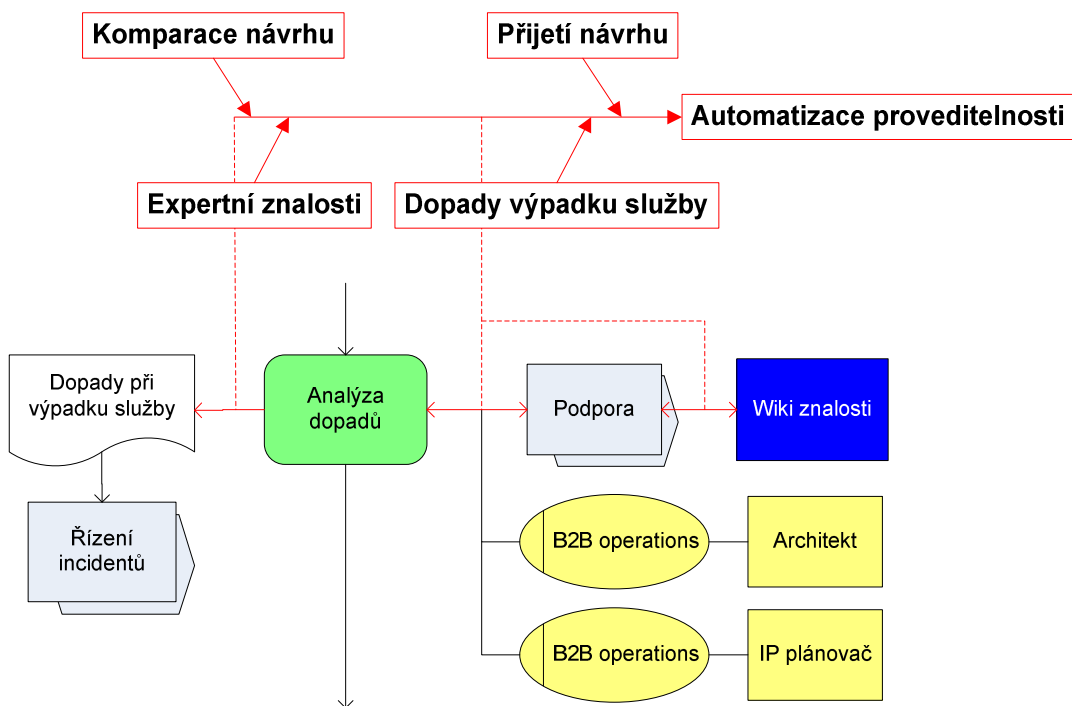 Komparace návrhu
Přijetí návrhu
Automatizace proveditelnosti
Expertní znalosti
Dopady výpadku služby
Dopady při
výpadku služby
Analýza
dopadů
Podpora
Wiki znalosti
Řízení
incidentů
B2B operations
Architekt
B2B operations
IP plánovač